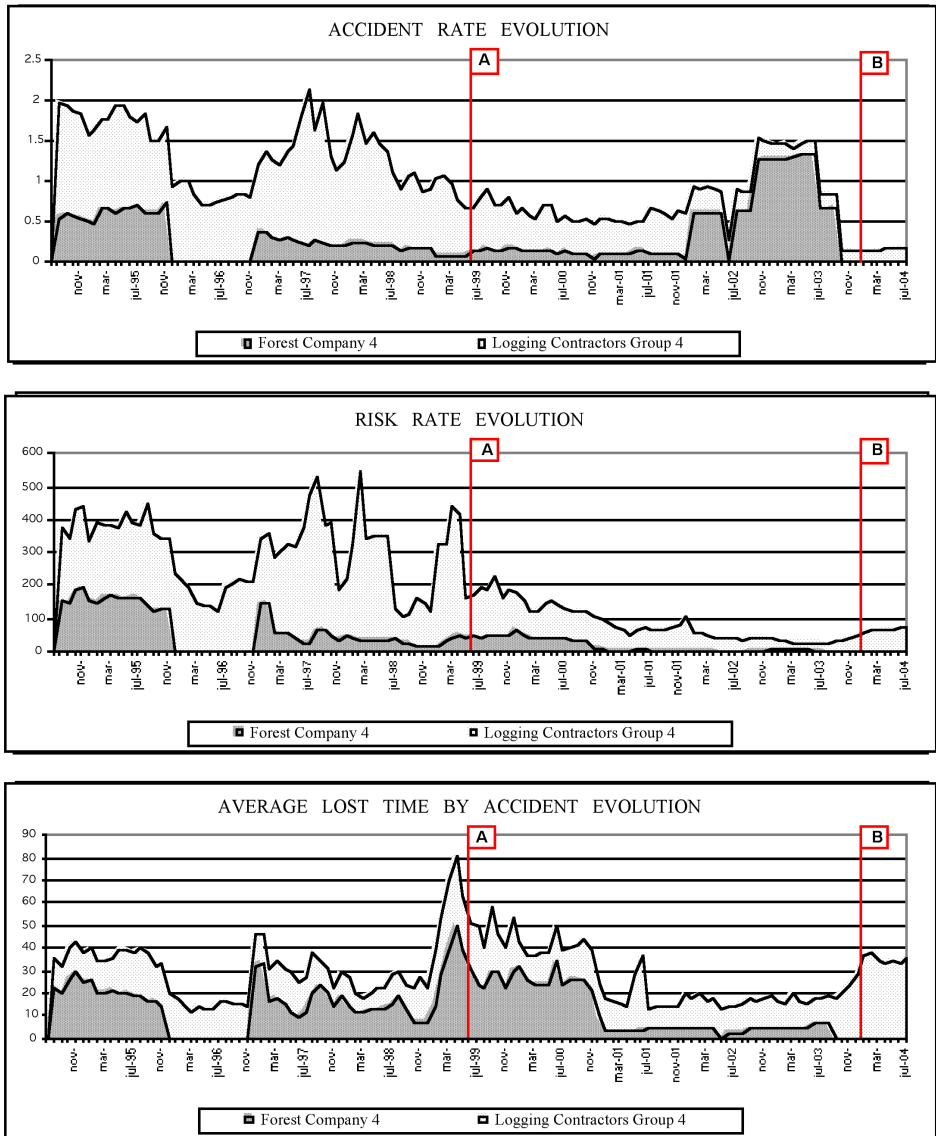 ACCIDENT RATE EVOLUTION
A
B
2.5
2
1.5
1
0.5
0
nov-
mar-
jul-95
nov-
mar-
jul-96
nov-
mar-
jul-97
nov-
mar-
jul-98
nov-
mar-
jul-99
nov-
mar-
jul-00
nov-
mar-01
jul-01
nov-01
mar-
jul-02
nov-
mar-
jul-03
nov-
mar-
jul-04
Forest Company 4 Logging Contractors Group 4
RISK RATE EVOLUTION
A
B
600
500
400
300
200
100
0
nov-
mar-
jul-95
nov-
mar-
jul-96
nov-
mar-
jul-97
nov-
mar-
jul-98
nov-
mar-
jul-99
nov-
mar-
jul-00
nov-
mar-01
jul-01
nov-01
mar-
jul-02
nov-
mar-
jul-03
nov-
mar-
jul-04
Forest Company 4 Logging Contractors Group 4
AVERAGE LOST TIME BY ACCIDENT EVOLUTION
A
B
90
80
70
60
50
40
30
20
10
0
nov-
mar-
jul-95
nov-
mar-
jul-96
nov-
mar-
jul-97
nov-
mar-
jul-98
nov-
mar-
jul-99
nov-
mar-
jul-00
nov-
mar-01
jul-01
nov-01
mar-
jul-02
nov-
mar-
jul-03
nov-
mar-
jul-04
Forest Company 4 Logging Contractors Group 4